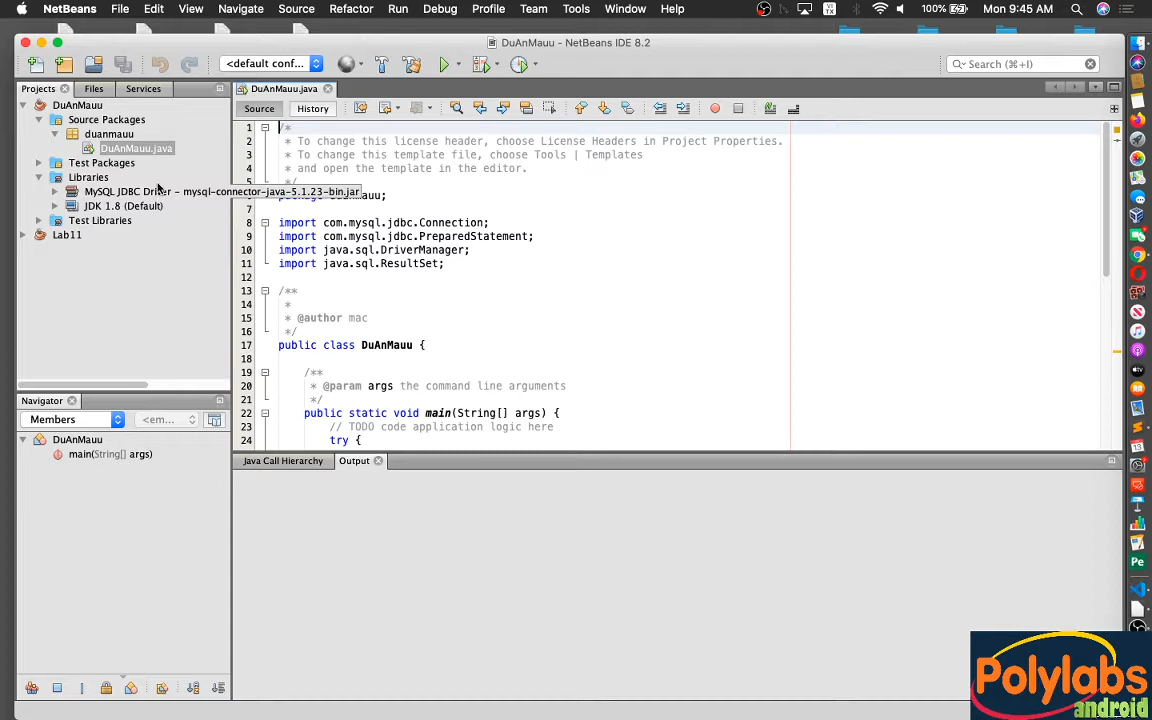 NetBeans File Edit View Navigate Source Refactor Run Debug Profile Team Tools Window Help
100% Mon 9:45 AM
DuAnMauu - NetBeans IDE 8.2
<default conf...
Search (⌘+I)
Projects Files Services
DuAnMauu
Source Packages
duanmauu
DuAnMauu.java
Test Packages
Libraries
MySQL JDBC Driver - mysql-connector-java-5.1.23-bin.jar
JDK 1.8 (Default)
Test Libraries
Lab11
Navigator
Members <em...
DuAnMauu
main(String[] args)
DuAnMauu.java
Source History
1 /*
2 * To change this license header, choose License Headers in Project Properties.
3 * To change this template file, choose Tools | Templates
4 * and open the template in the editor.
*/
duanmauu;
7
8 import com.mysql.jdbc.Connection;
9 import com.mysql.jdbc.PreparedStatement;
10 import java.sql.DriverManager;
11 import java.sql.ResultSet;
12
13 /**
14 *
15 * @author mac
16 */
17 public class DuAnMauu {
18
19 /**
20 * @param args the command line arguments
21 */
22 public static void main(String[] args) {
23 // TODO code application logic here
24 try {
Java Call Hierarchy Output
Polylabs
android